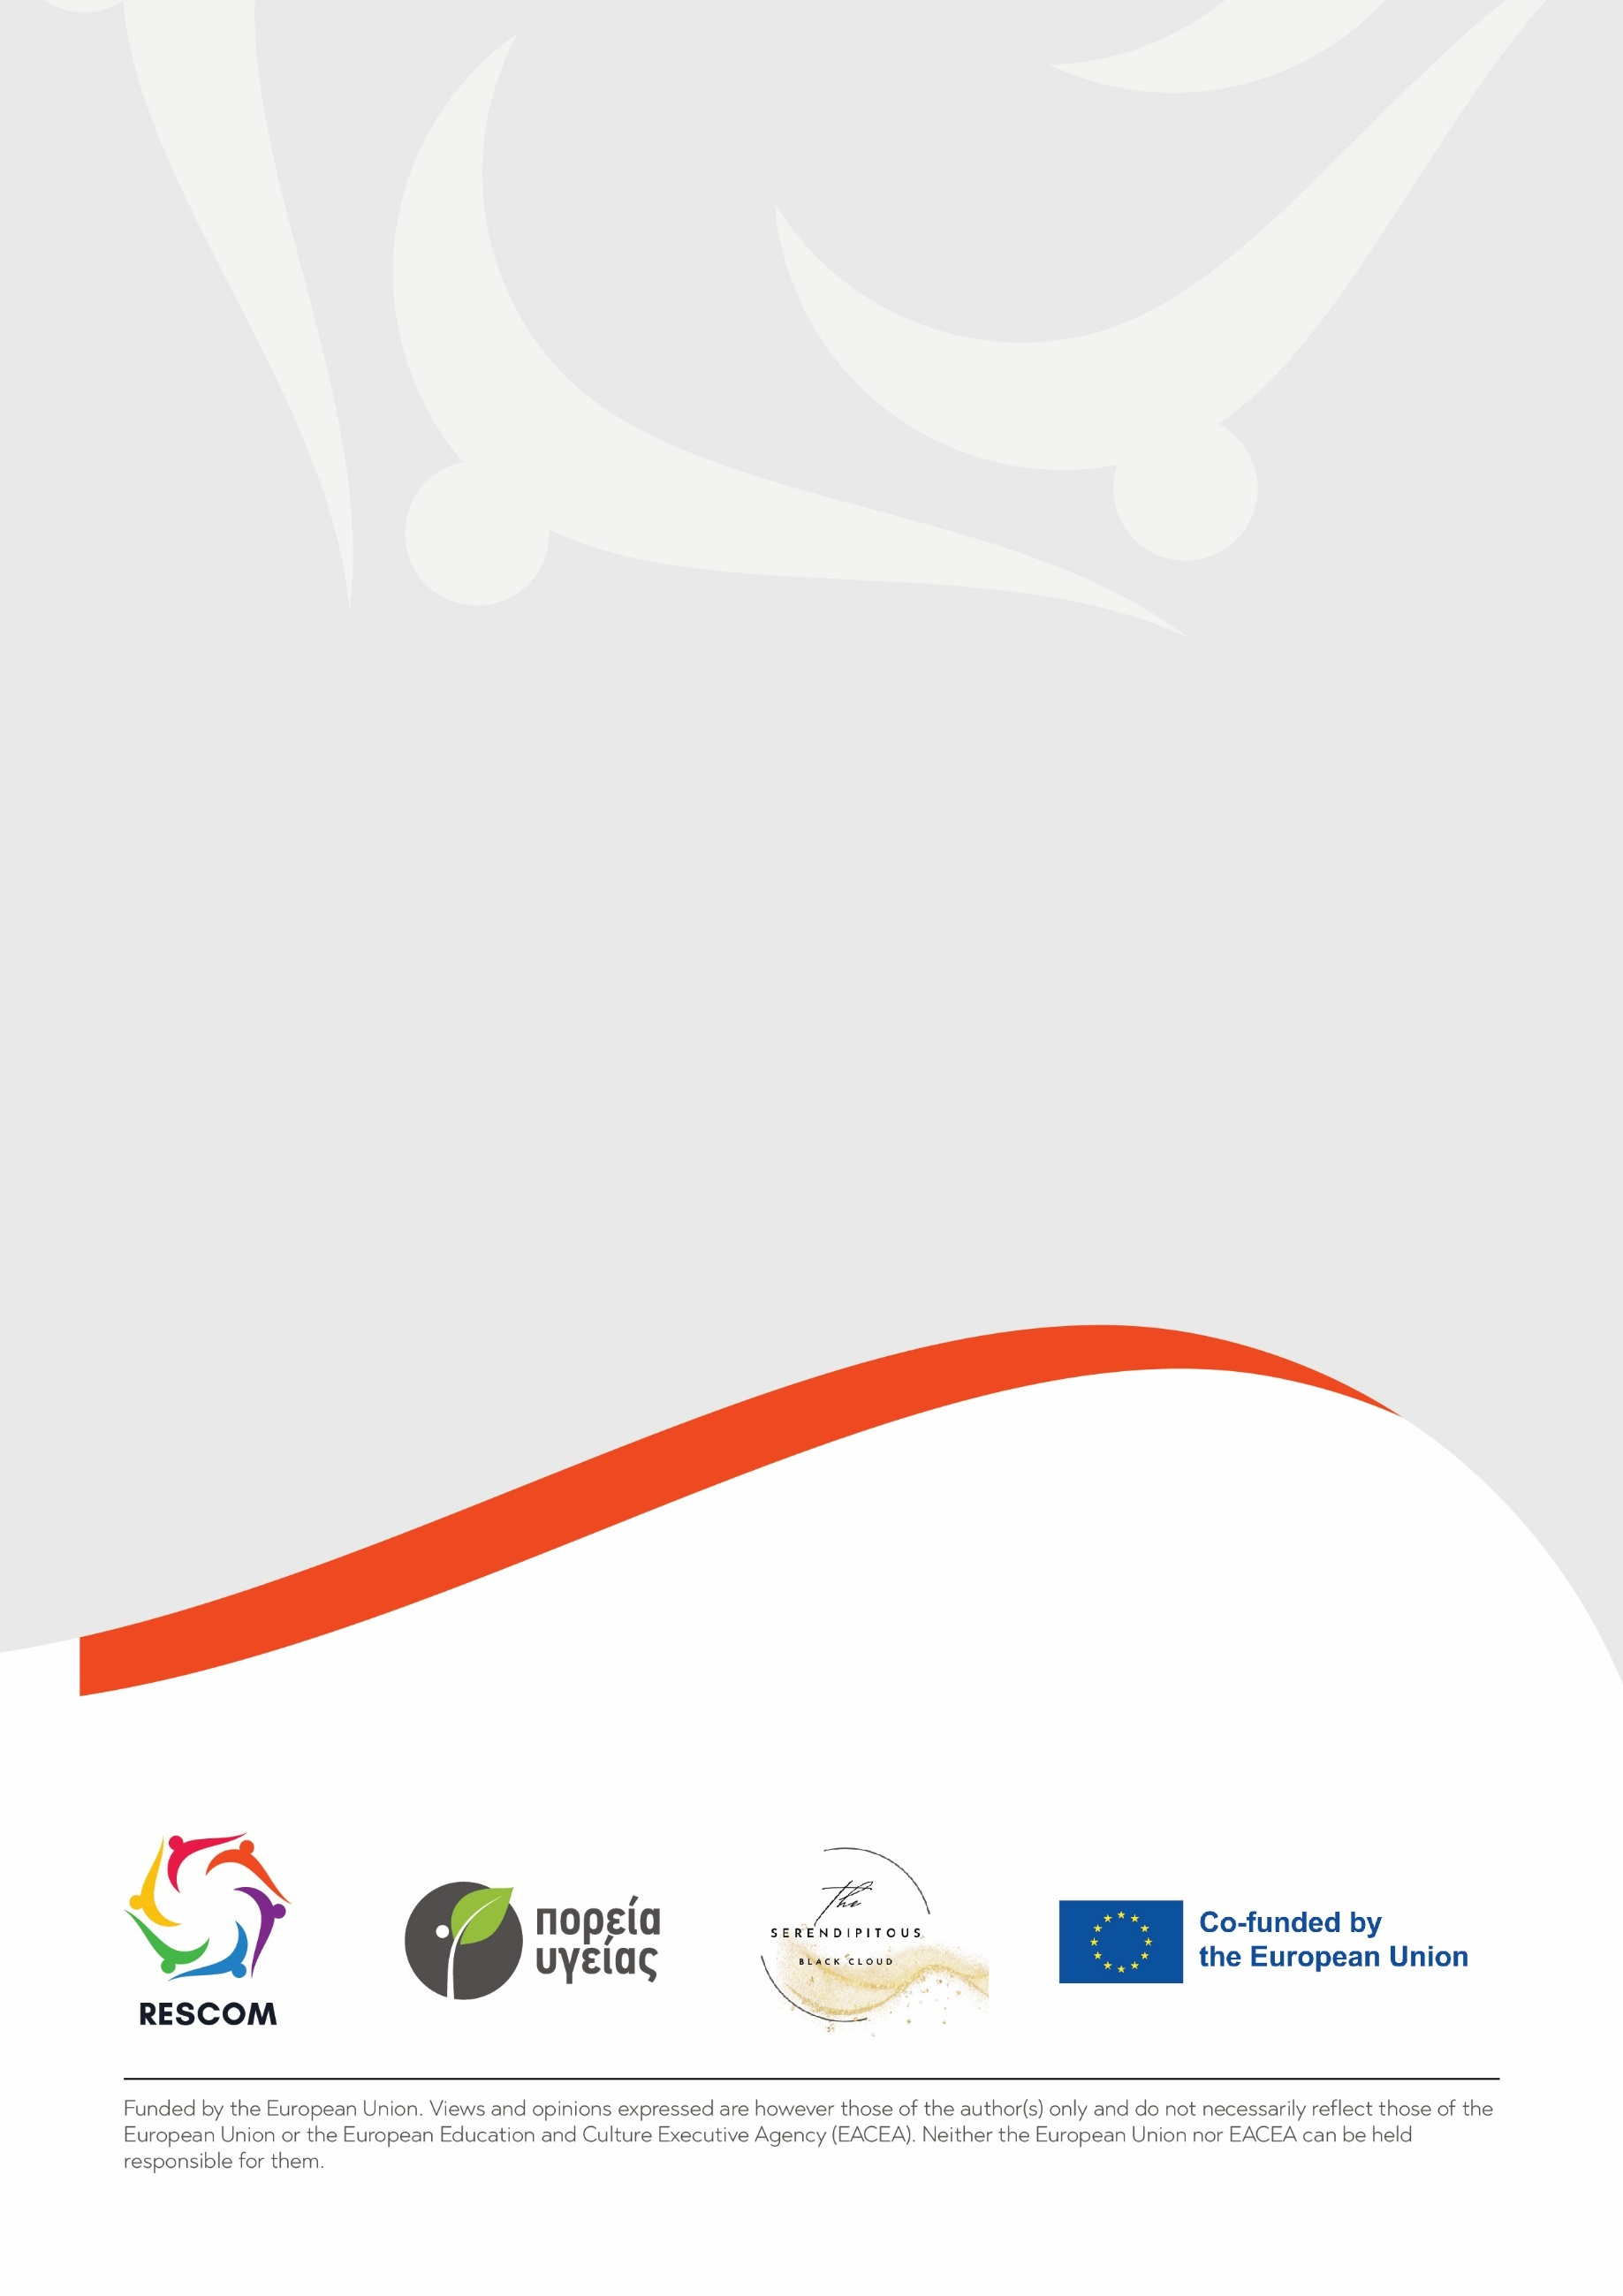 RESCOM
πορεία
υγείας
the
SERENDIPITOUS
BLACK CLOUD
Co-funded by
the European Union
Funded by the European Union. Views and opinions expressed are however those of the author(s) only and do not necessarily reflect those of the
European Union or the European Education and Culture Executive Agency (EACEA). Neither the European Union nor EACEA can be held
responsible for them.